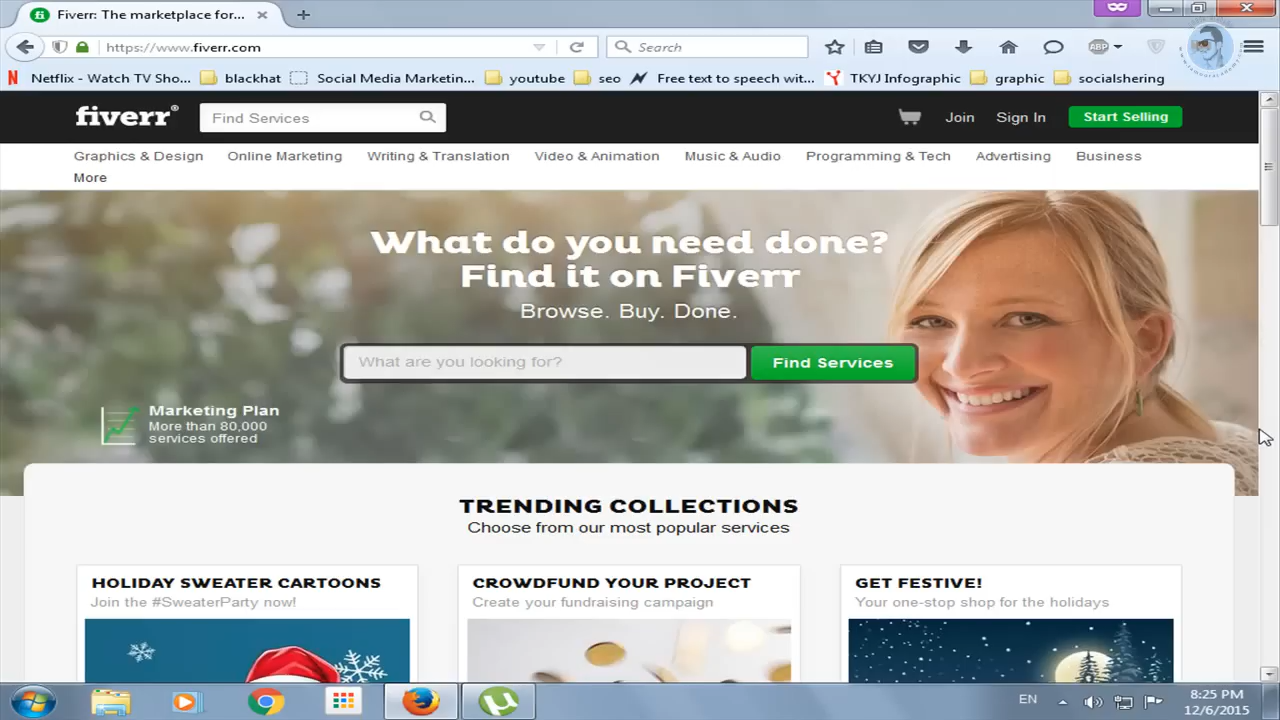 Fiverr: The marketplace for...
https://www.fiverr.com
Search
ABP
Netflix - Watch TV Sho...
blackhat
Social Media Marketin...
youtube
seo
Free text to speech wit...
TKYJ Infographic
graphic
socialshering
fiverr®
Find Services
Join
Sign In
Start Selling
Graphics & Design
Online Marketing
Writing & Translation
Video & Animation
Music & Audio
Programming & Tech
Advertising
Business
More
What do you need done?
Find it on Fiverr
Browse. Buy. Done.
What are you looking for?
Find Services
Marketing Plan
More than 80,000
services offered
TRENDING COLLECTIONS
Choose from our most popular services
HOLIDAY SWEATER CARTOONS
Join the #SweaterParty now!
CROWDFUND YOUR PROJECT
Create your fundraising campaign
GET FESTIVE!
Your one-stop shop for the holidays
EN
8:25 PM
12/6/2015